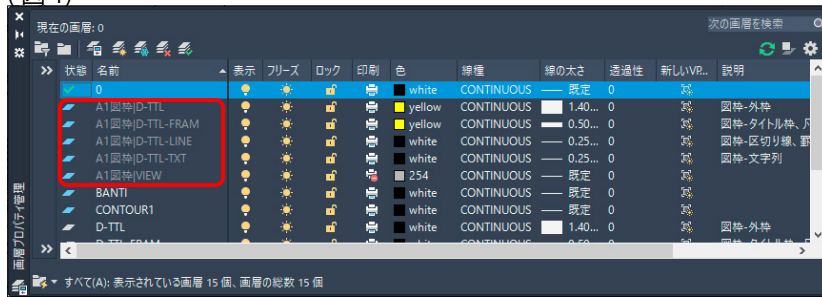 現在の画層: 0
次の画層を検索
状態 名前 表示 フリーズ ロック 印刷 色 線種 線の太さ 透過性 新しいVP... 説明
0 white CONTINUOUS 既定 0
A1図枠|D-TTL yellow CONTINUOUS 1.40... 0 図枠-外枠
A1図枠|D-TTL-FRAM yellow CONTINUOUS 0.50... 0 図枠-タイトル枠、
A1図枠|D-TTL-LINE white CONTINUOUS 0.25... 0 図枠-区切り線、罫
A1図枠|D-TTL-TXT white CONTINUOUS 0.25... 0 図枠-文字列
A1図枠|VIEW 254 CONTINUOUS 既定 0
BANTI white CONTINUOUS 既定 0
CONTOUR1 white CONTINUOUS 既定 0
D-TTL white CONTINUOUS 1.40... 0 図枠-外枠
画層プロパティ管理
すべて(A): 表示されている画層 15 個、画層の総数 15 個